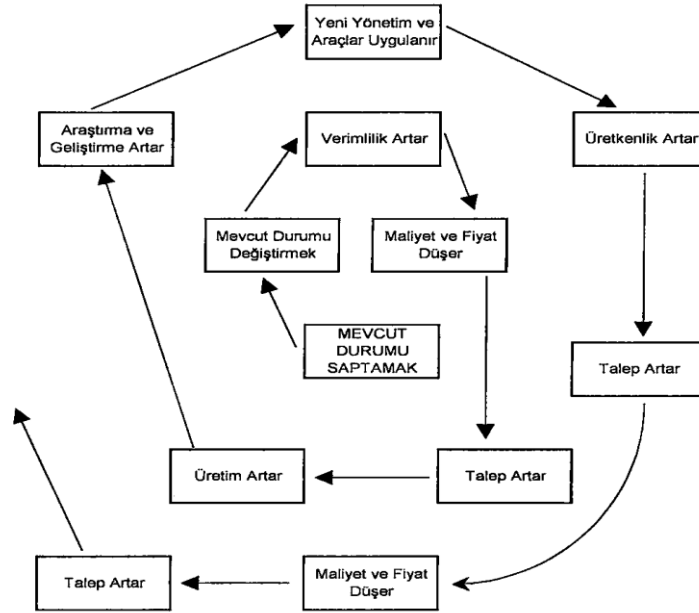 Yeni Yönetim ve
Araçlar Uygulanır
Araştırma ve
Geliştirme Artar
Verimlilik Artar
Üretkenlik Artar
Mevcut Durumu
Değiştirmek
Maliyet ve Fiyat
Düşer
MEVCUT
DURUMU
SAPTAMAK
Talep Artar
Üretim Artar
Talep Artar
Talep Artar
Maliyet ve Fiyat
Düşer